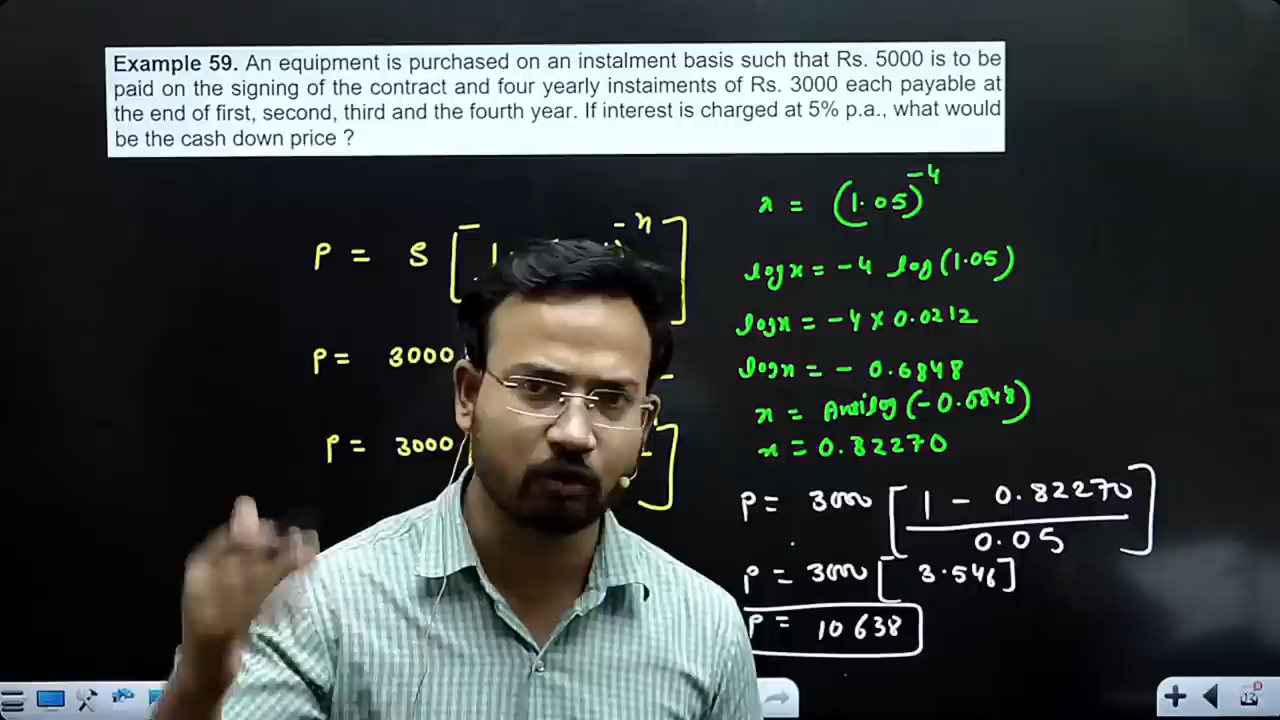 Example 59. An equipment is purchased on an instalment basis such that Rs. 5000 is to be
paid on the signing of the contract and four yearly instaiments of Rs. 3000 each payable at
the end of first, second, third and the fourth year. If interest is charged at 5% p.a., what would
be the cash down price ?
P = S [ 1 -n ]
P = 3000
P = 3000 [ ]
x = (1.05)^-4
log x = -4 log (1.05)
log x = -4 x 0.0212
log x = - 0.6848
x = Antilog (-0.0848)
x = 0.82270
P = 3000 [ 1 - 0.82270 / 0.05 ]
P = 3000 [ 3.546 ]
P = 10638